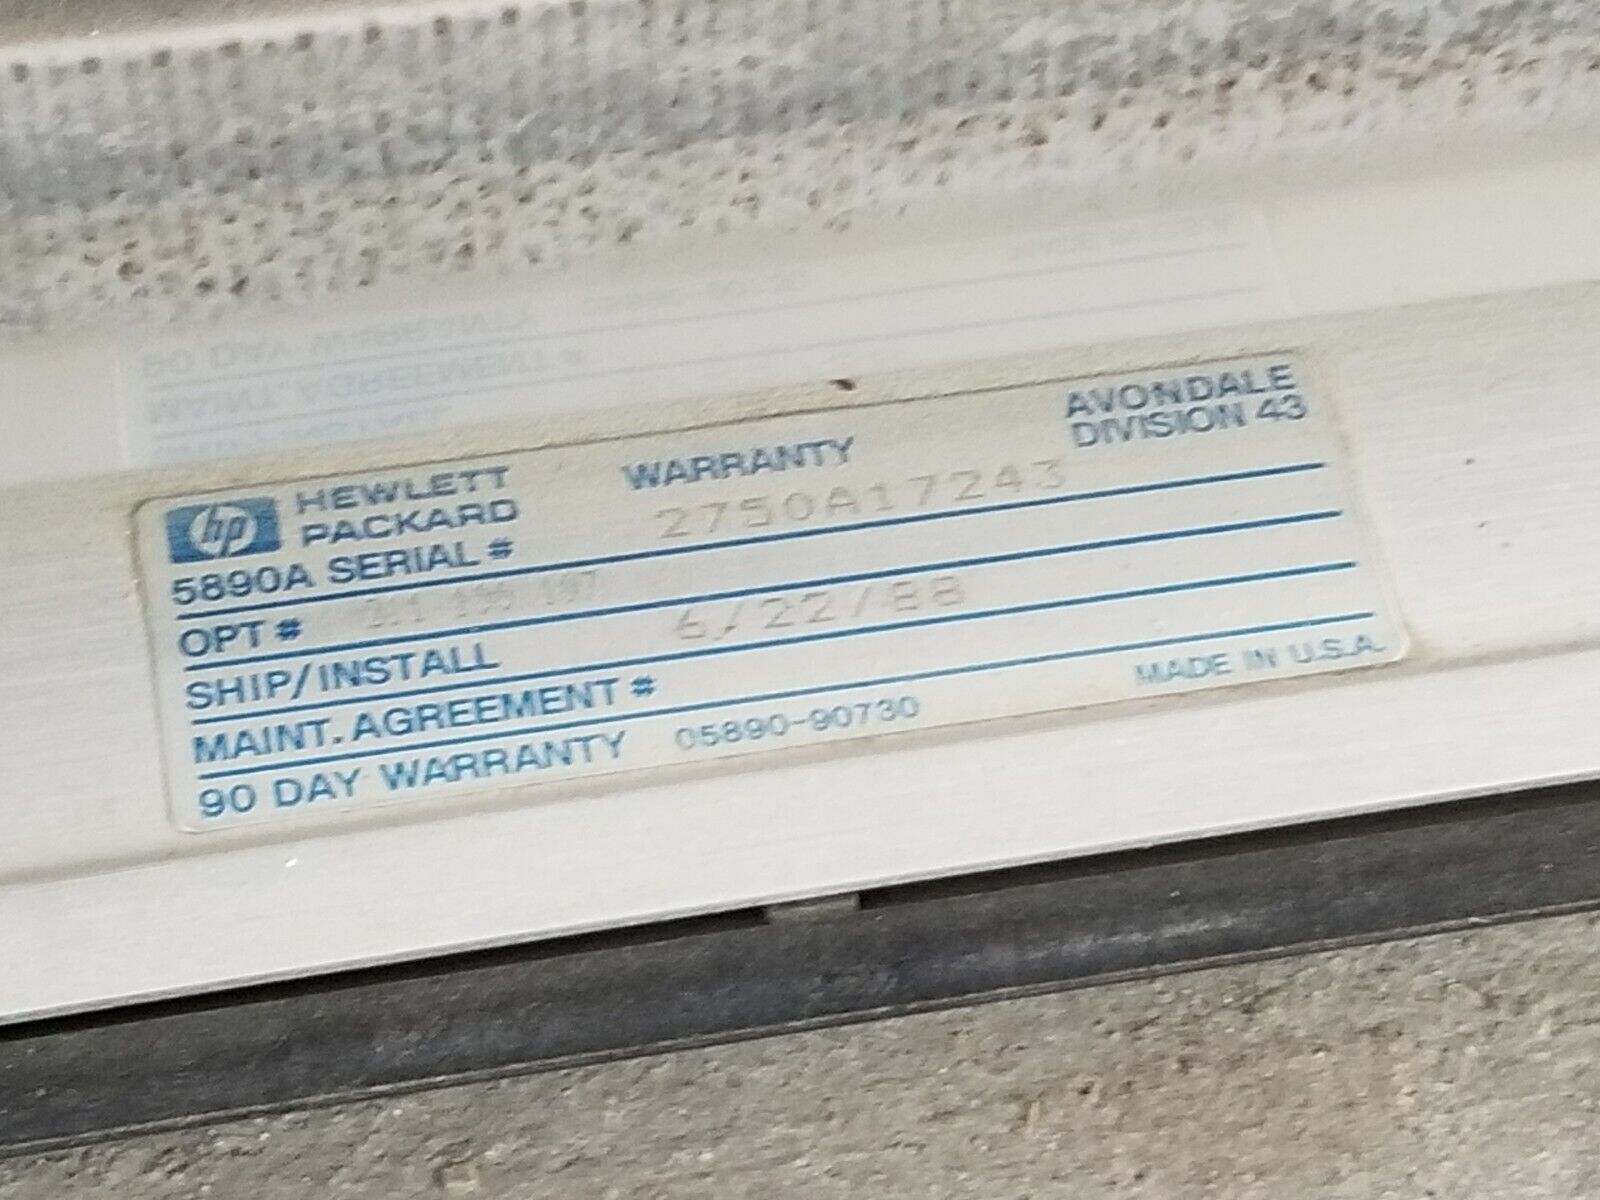 hp HEWLETT PACKARD WARRANTY AVONDALE DIVISION 43
5890A SERIAL # 2750A17243
OPT #
SHIP/INSTALL 6/22/88
MAINT. AGREEMENT #
90 DAY WARRANTY 05890-90730 MADE IN U.S.A.